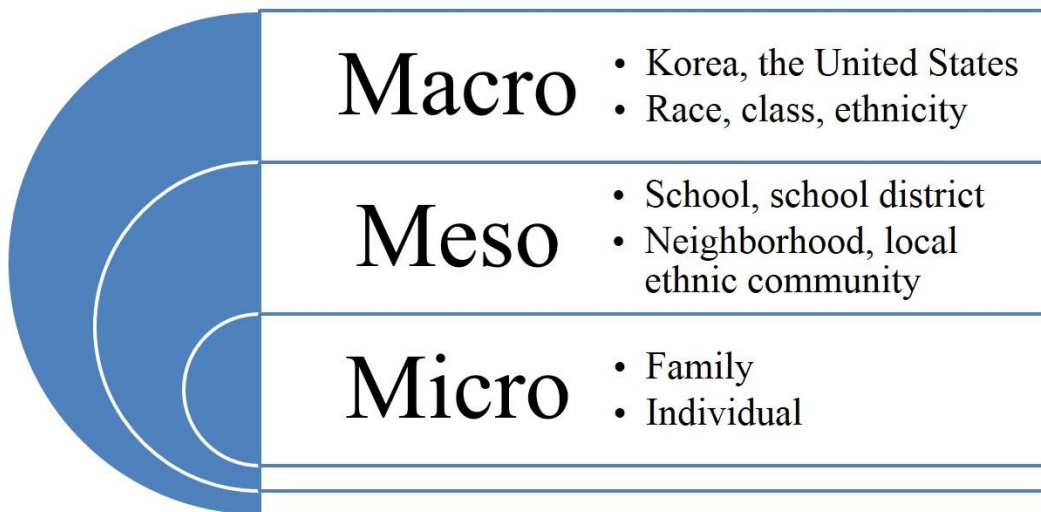 Macro
• Korea, the United States
• Race, class, ethnicity
Meso
• School, school district
• Neighborhood, local
ethnic community
Micro
• Family
• Individual